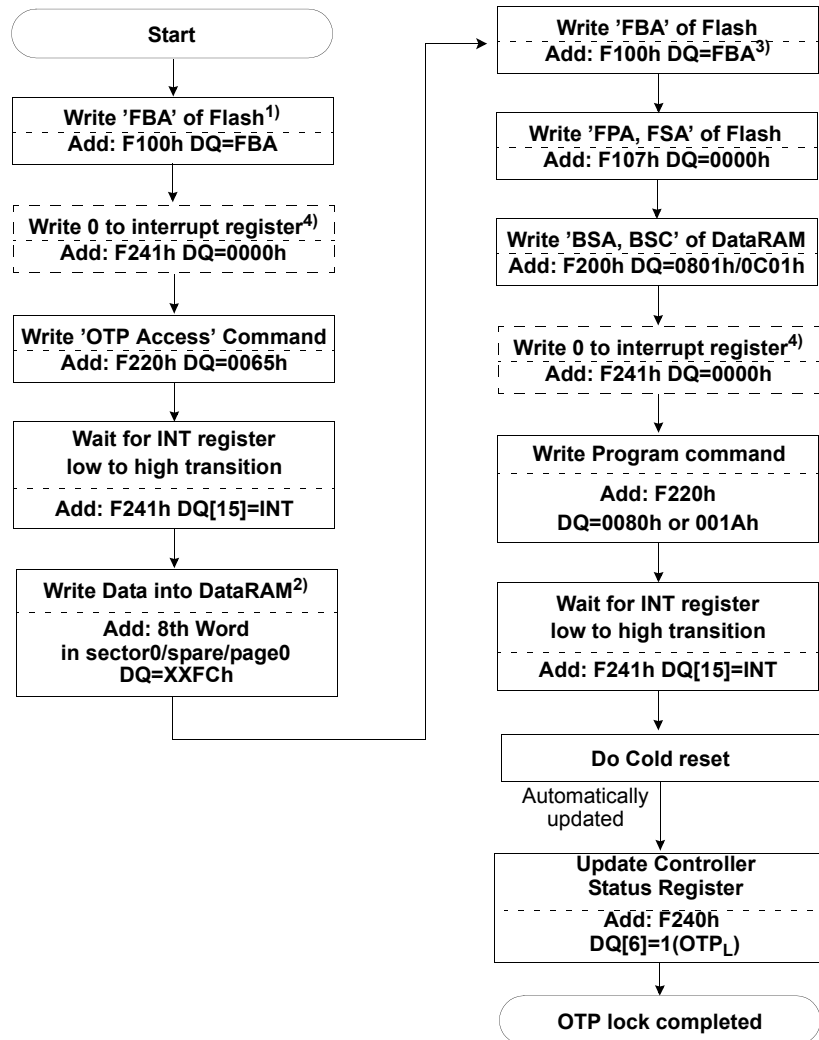 Start
Write 'FBA' of Flash1)
Add: F100h DQ=FBA
Write 0 to interrupt register4)
Add: F241h DQ=0000h
Write 'OTP Access' Command
Add: F220h DQ=0065h
Wait for INT register
low to high transition
Add: F241h DQ[15]=INT
Write Data into DataRAM2)
Add: 8th Word
in sector0/spare/page0
DQ=XXFCh
Write 'FBA' of Flash
Add: F100h DQ=FBA3)
Write 'FPA, FSA' of Flash
Add: F107h DQ=0000h
Write 'BSA, BSC' of DataRAM
Add: F200h DQ=0801h/0C01h
Write 0 to interrupt register4)
Add: F241h DQ=0000h
Write Program command
Add: F220h
DQ=0080h or 001Ah
Wait for INT register
low to high transition
Add: F241h DQ[15]=INT
Do Cold reset
Automatically
updated
Update Controller
Status Register
Add: F240h
DQ[6]=1(OTPL)
OTP lock completed